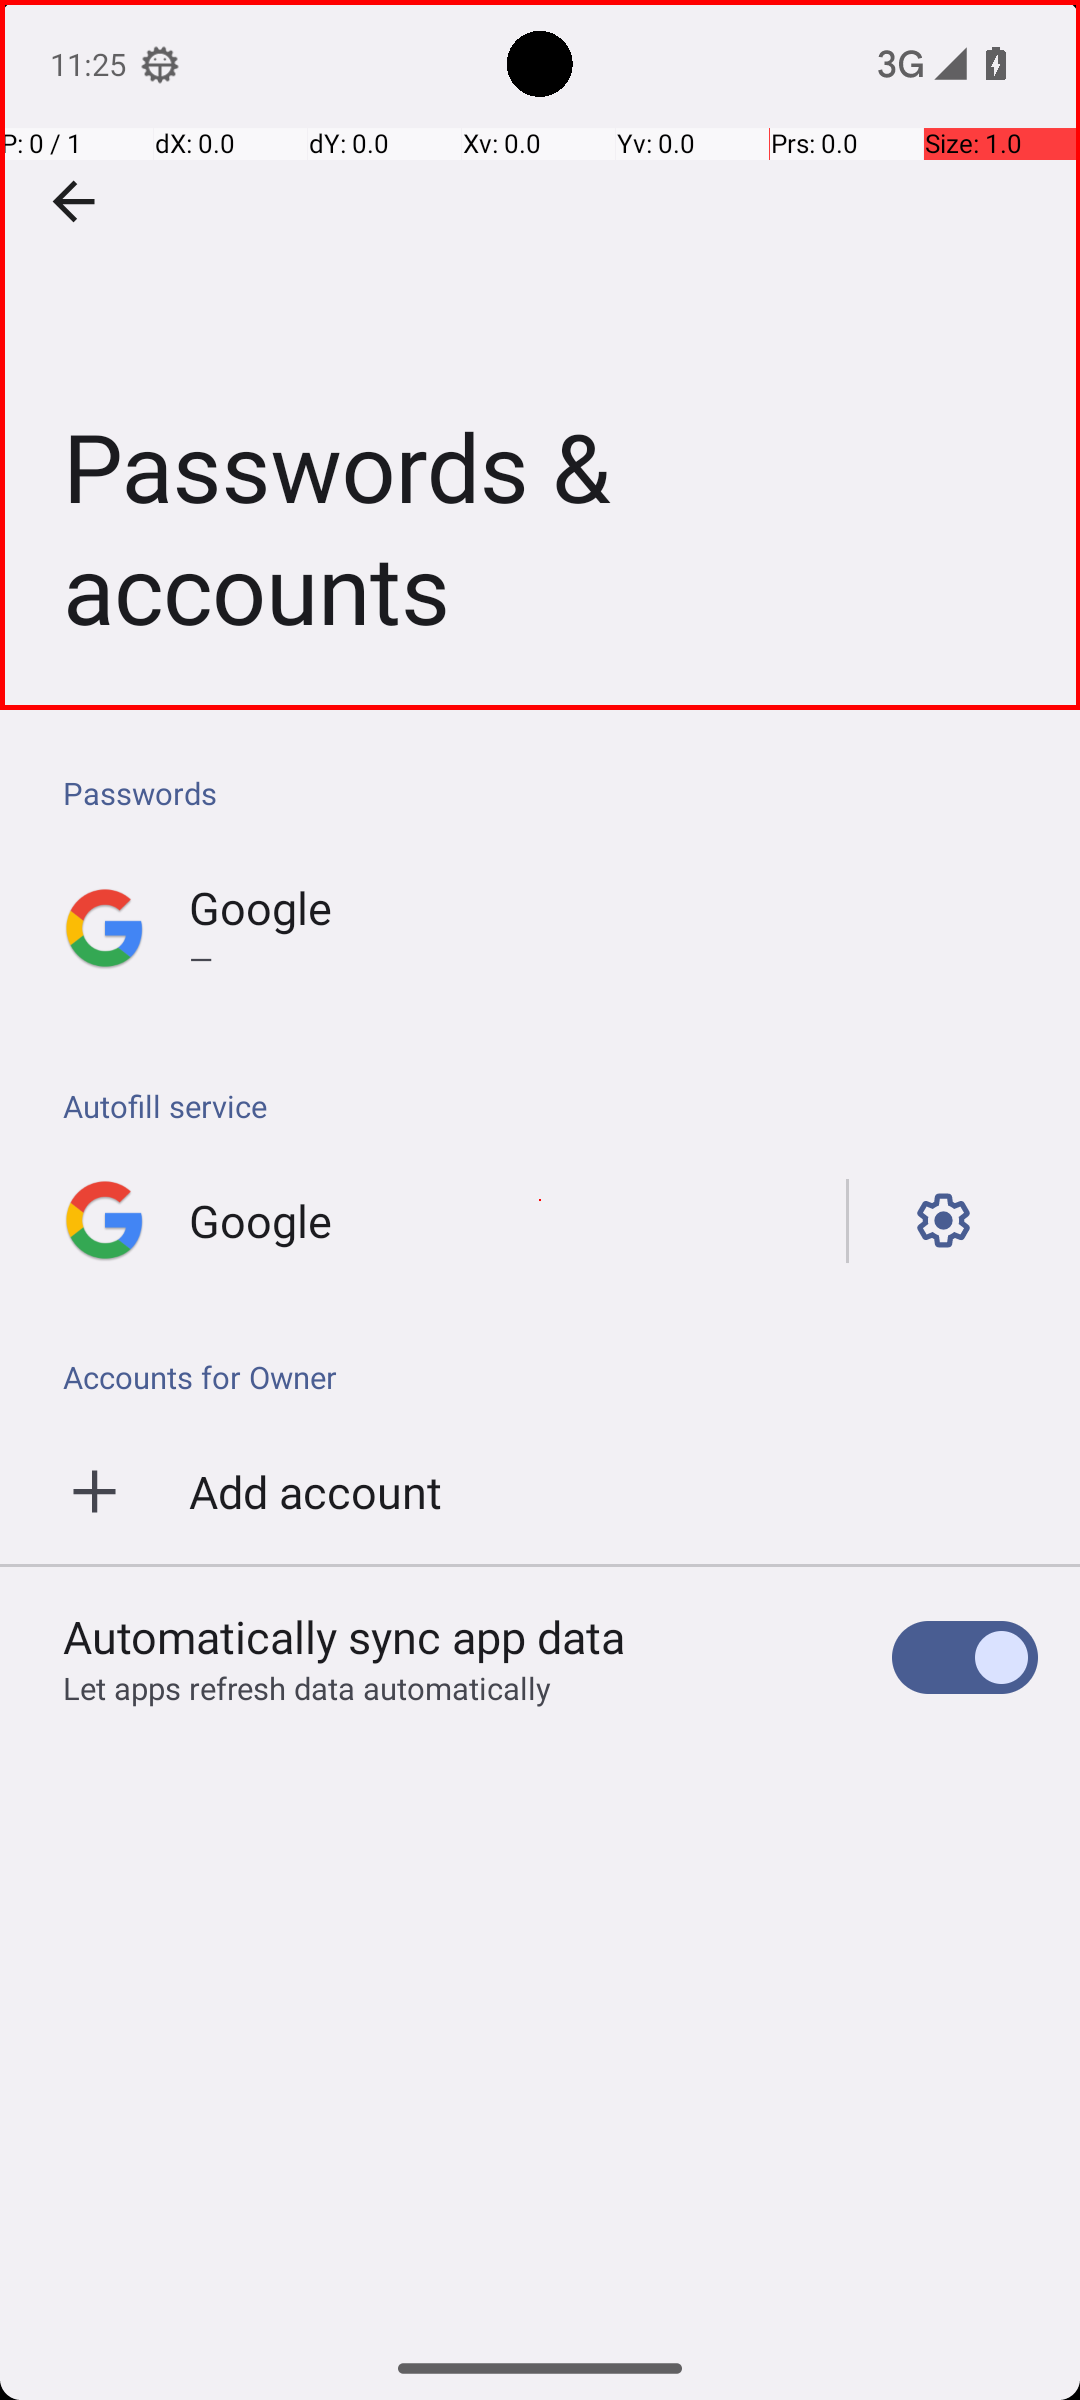 11:25
3G
P: 0 / 1 dX: 0.0 dY: 0.0 Xv: 0.0 Yv: 0.0 Prs: 0.0 Size: 1.0
Passwords &
accounts
Passwords
Google
—
Autofill service
Google
Accounts for Owner
Add account
Automatically sync app data
Let apps refresh data automatically